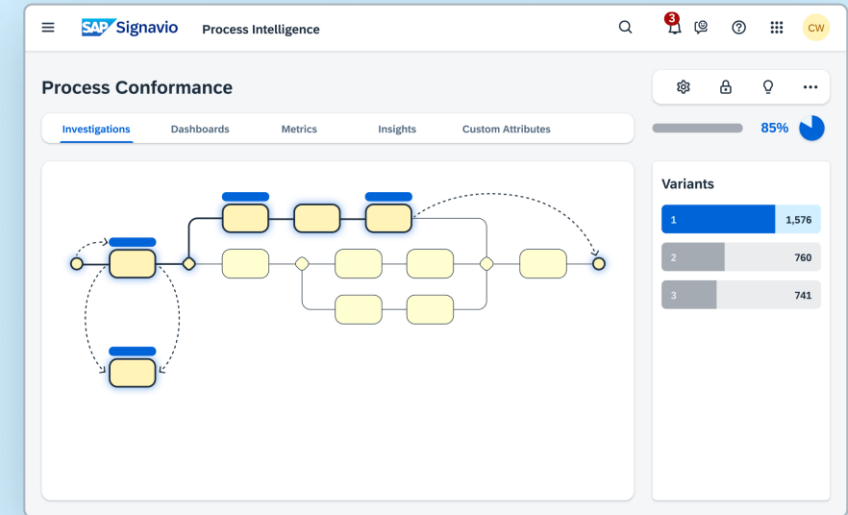 SAP Signavio Process Intelligence 3 CW
Process Conformance
Investigations Dashboards Metrics Insights Custom Attributes 85%
Variants
1 1,576
2 760
3 741